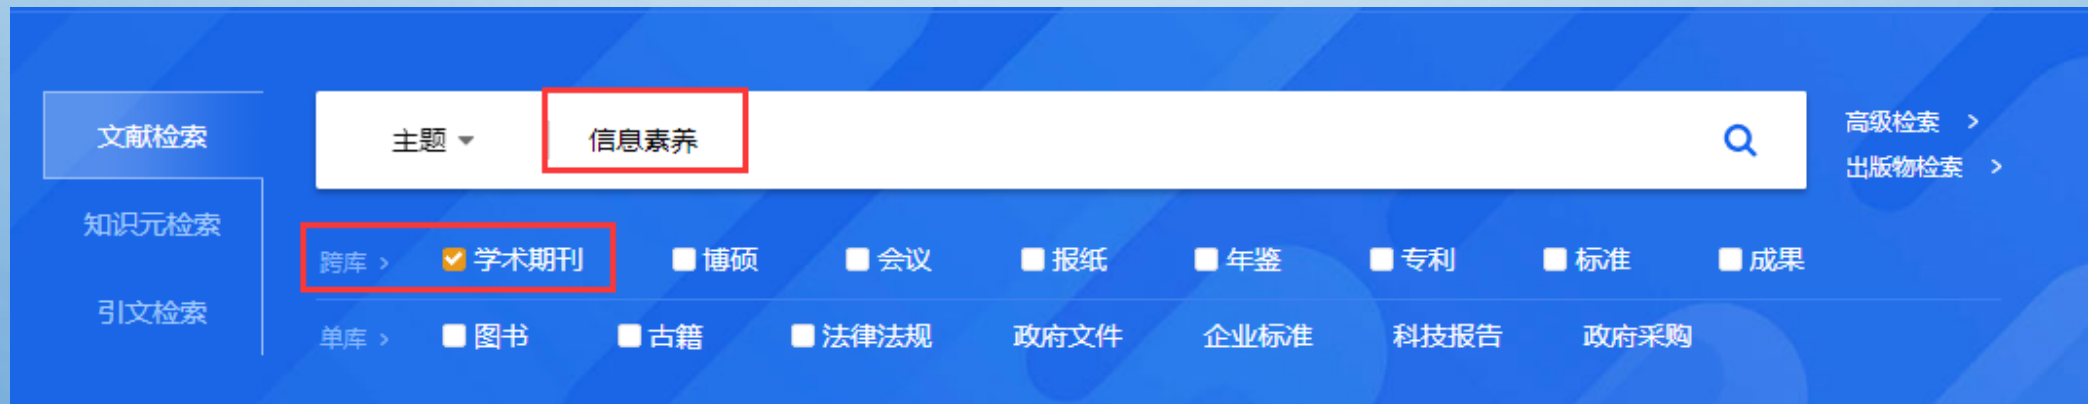 文献检索
知识元检索
引文检索
主题 信息素养
高级检索 >
出版物检索 >
跨库 > 学术期刊 博硕 会议 报纸 年鉴 专利 标准 成果
单库 > 图书 古籍 法律法规 政府文件 企业标准 科技报告 政府采购